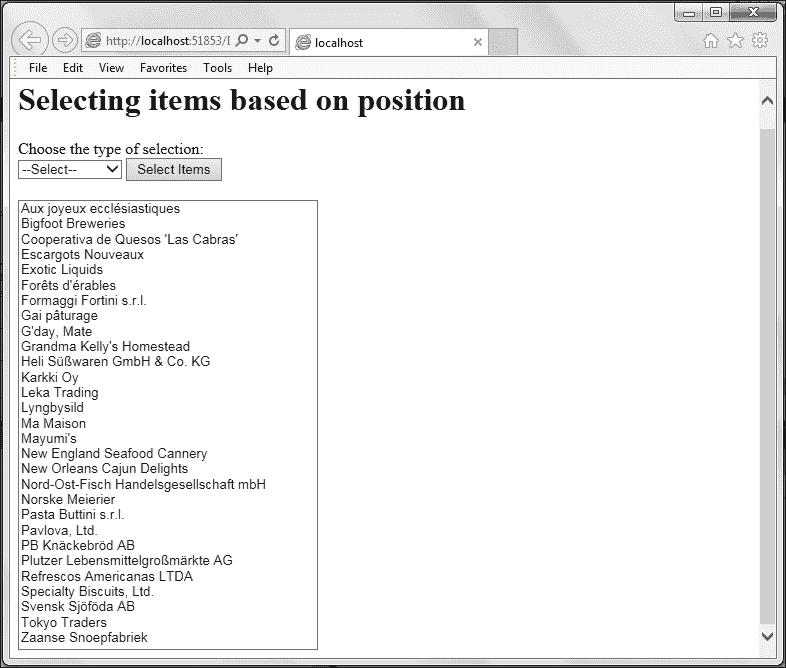 http://localhost:51853/
localhost
File Edit View Favorites Tools Help
Selecting items based on position
Choose the type of selection:
--Select-- Select Items
Aux joyeux ecclésiastiques
Bigfoot Breweries
Cooperativa de Quesos 'Las Cabras'
Escargots Nouveaux
Exotic Liquids
Forêts d'érables
Formaggi Fortini s.r.l.
Gai pâturage
G'day, Mate
Grandma Kelly's Homestead
Heli Süßwaren GmbH & Co. KG
Karkki Oy
Leka Trading
Lyngbysild
Ma Maison
Mayumi's
New England Seafood Cannery
New Orleans Cajun Delights
Nord-Ost-Fisch Handelsgesellschaft mbH
Norske Meierier
Pasta Buttini s.r.l.
Pavlova, Ltd.
PB Knäckebröd AB
Plutzer Lebensmittelgroßmärkte AG
Refrescos Americanas LTDA
Specialty Biscuits, Ltd.
Svensk Sjöföda AB
Tokyo Traders
Zaanse Snoepfabriek